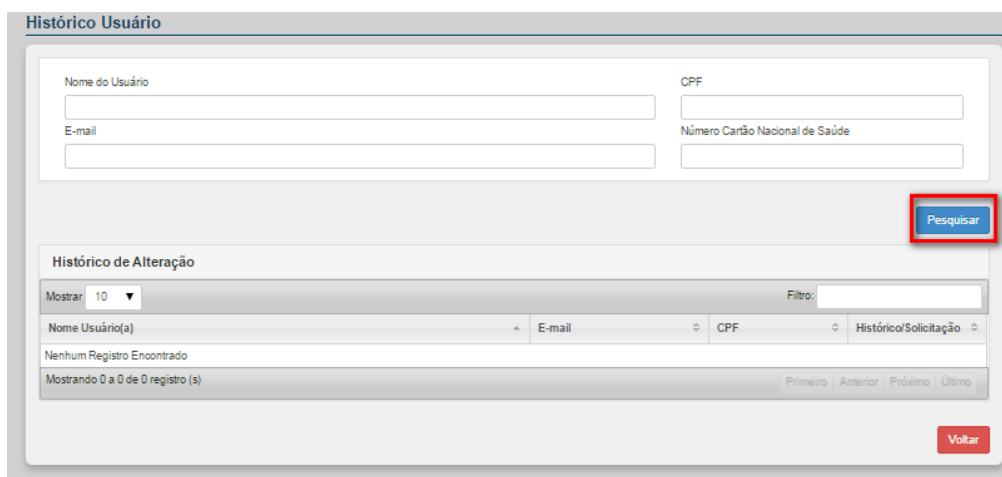 Histórico Usuário
Nome do Usuário CPF
E-mail Número Cartão Nacional de Saúde
Pesquisar
Histórico de Alteração
Mostrar 10 Filtro:
Nome Usuário(a) E-mail CPF Histórico/Solicitação
Nenhum Registro Encontrado
Mostrando 0 a 0 de 0 registro (s) Primeiro Anterior Próximo Último
Voltar